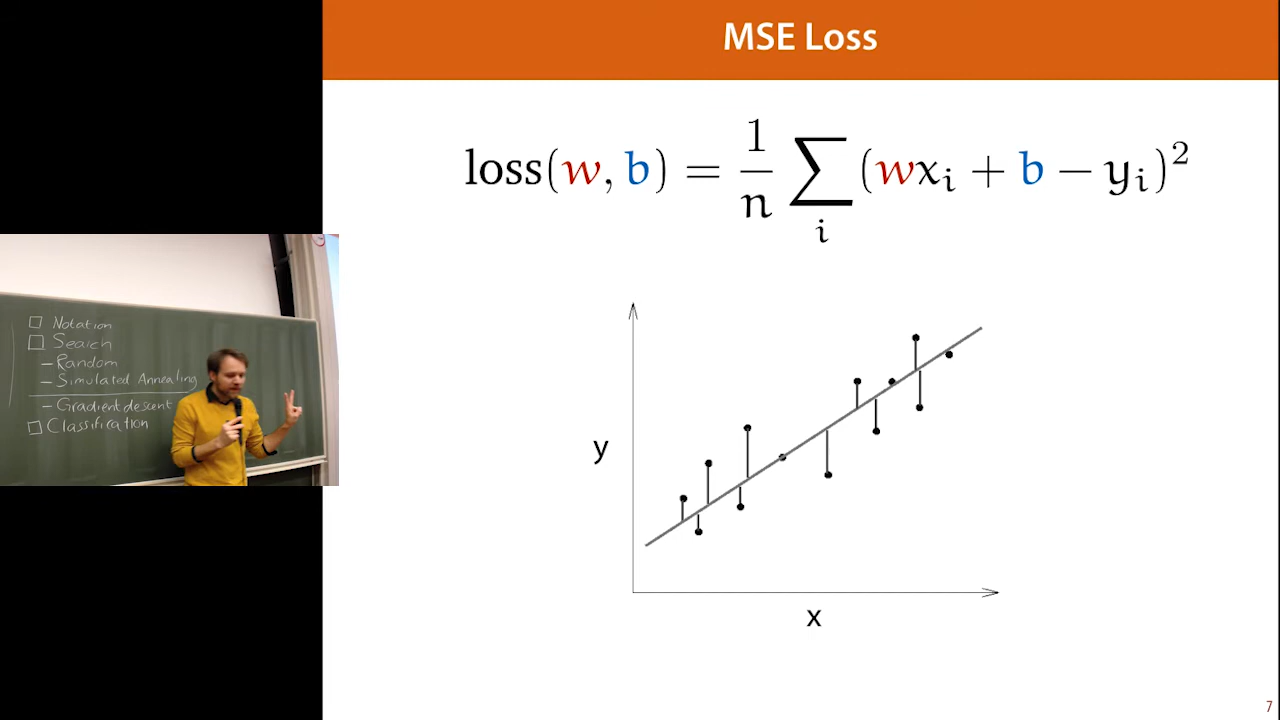 MSE Loss
loss(w, b) = 1/n ∑_i (wx_i + b − y_i)²
y
x
7
□ Notation
□ Search
– Random
– Simulated Annealing
– Gradient descent
□ Classification